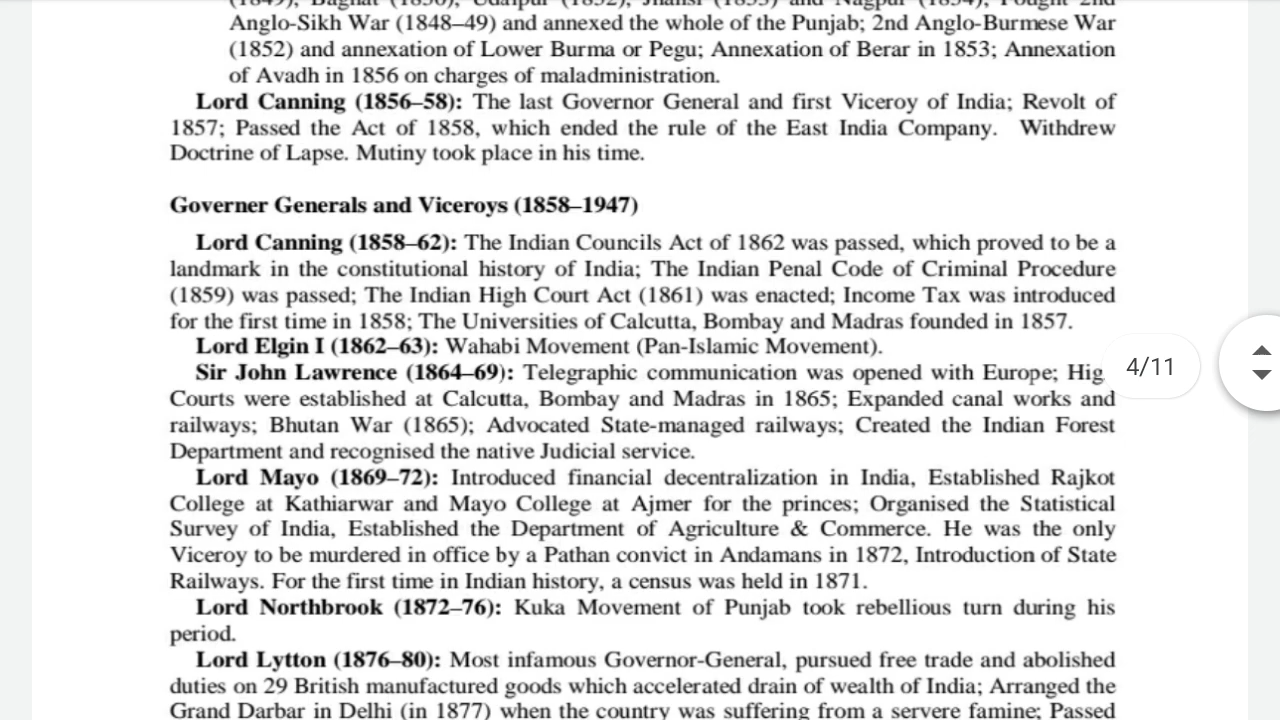 (1849), Baghat (1850), Udaipur (1852), Jhansi (1853) and Nagpur (1854); Fought 2nd
Anglo-Sikh War (1848–49) and annexed the whole of the Punjab; 2nd Anglo-Burmese War
(1852) and annexation of Lower Burma or Pegu; Annexation of Berar in 1853; Annexation
of Avadh in 1856 on charges of maladministration.
Lord Canning (1856–58): The last Governor General and first Viceroy of India; Revolt of
1857; Passed the Act of 1858, which ended the rule of the East India Company. Withdrew
Doctrine of Lapse. Mutiny took place in his time.
Governer Generals and Viceroys (1858–1947)
Lord Canning (1858–62): The Indian Councils Act of 1862 was passed, which proved to be a
landmark in the constitutional history of India; The Indian Penal Code of Criminal Procedure
(1859) was passed; The Indian High Court Act (1861) was enacted; Income Tax was introduced
for the first time in 1858; The Universities of Calcutta, Bombay and Madras founded in 1857.
Lord Elgin I (1862–63): Wahabi Movement (Pan-Islamic Movement).
Sir John Lawrence (1864–69): Telegraphic communication was opened with Europe; Hig
4/11
Courts were established at Calcutta, Bombay and Madras in 1865; Expanded canal works and
railways; Bhutan War (1865); Advocated State-managed railways; Created the Indian Forest
Department and recognised the native Judicial service.
Lord Mayo (1869–72): Introduced financial decentralization in India, Established Rajkot
College at Kathiarwar and Mayo College at Ajmer for the princes; Organised the Statistical
Survey of India, Established the Department of Agriculture & Commerce. He was the only
Viceroy to be murdered in office by a Pathan convict in Andamans in 1872, Introduction of State
Railways. For the first time in Indian history, a census was held in 1871.
Lord Northbrook (1872–76): Kuka Movement of Punjab took rebellious turn during his
period.
Lord Lytton (1876–80): Most infamous Governor-General, pursued free trade and abolished
duties on 29 British manufactured goods which accelerated drain of wealth of India; Arranged the
Grand Darbar in Delhi (in 1877) when the country was suffering from a servere famine; Passed